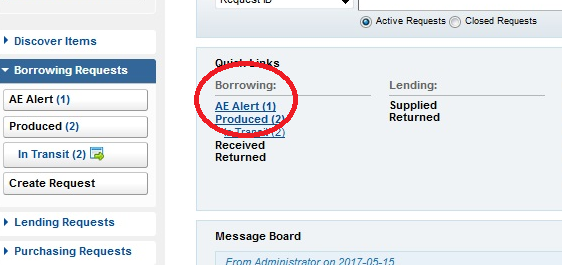 Request ID
Active Requests Closed Requests
Discover Items
Borrowing Requests
AE Alert (1)
Produced (2)
In Transit (2)
Create Request
Lending Requests
Purchasing Requests
Quick Links
Borrowing:
AE Alert (1)
Produced (2)
In Transit (2)
Received
Returned
Lending:
Supplied
Returned
Message Board
From Administrator on 2017-05-15